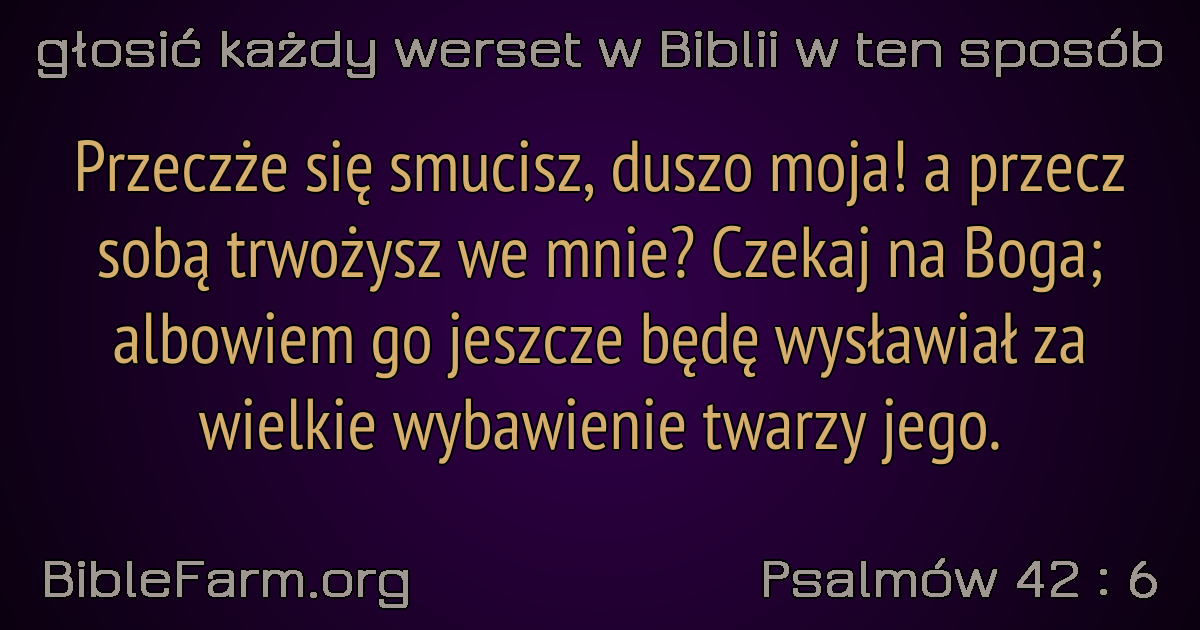 głosić każdy werset w Biblii w ten sposób
Przeczże się smucisz, duszo moja! a przecz
sobą trwożysz we mnie? Czekaj na Boga;
albowiem go jeszcze będę wysławiał za
wielkie wybawienie twarzy jego.
BibleFarm.org
Psalmów 42 : 6